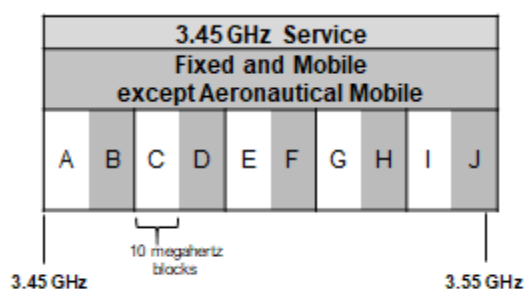 3.45 GHz Service
Fixed and Mobile
except Aeronautical Mobile
A B C D E F G H I J
10 megahertz
blocks
3.45 GHz 3.55 GHz